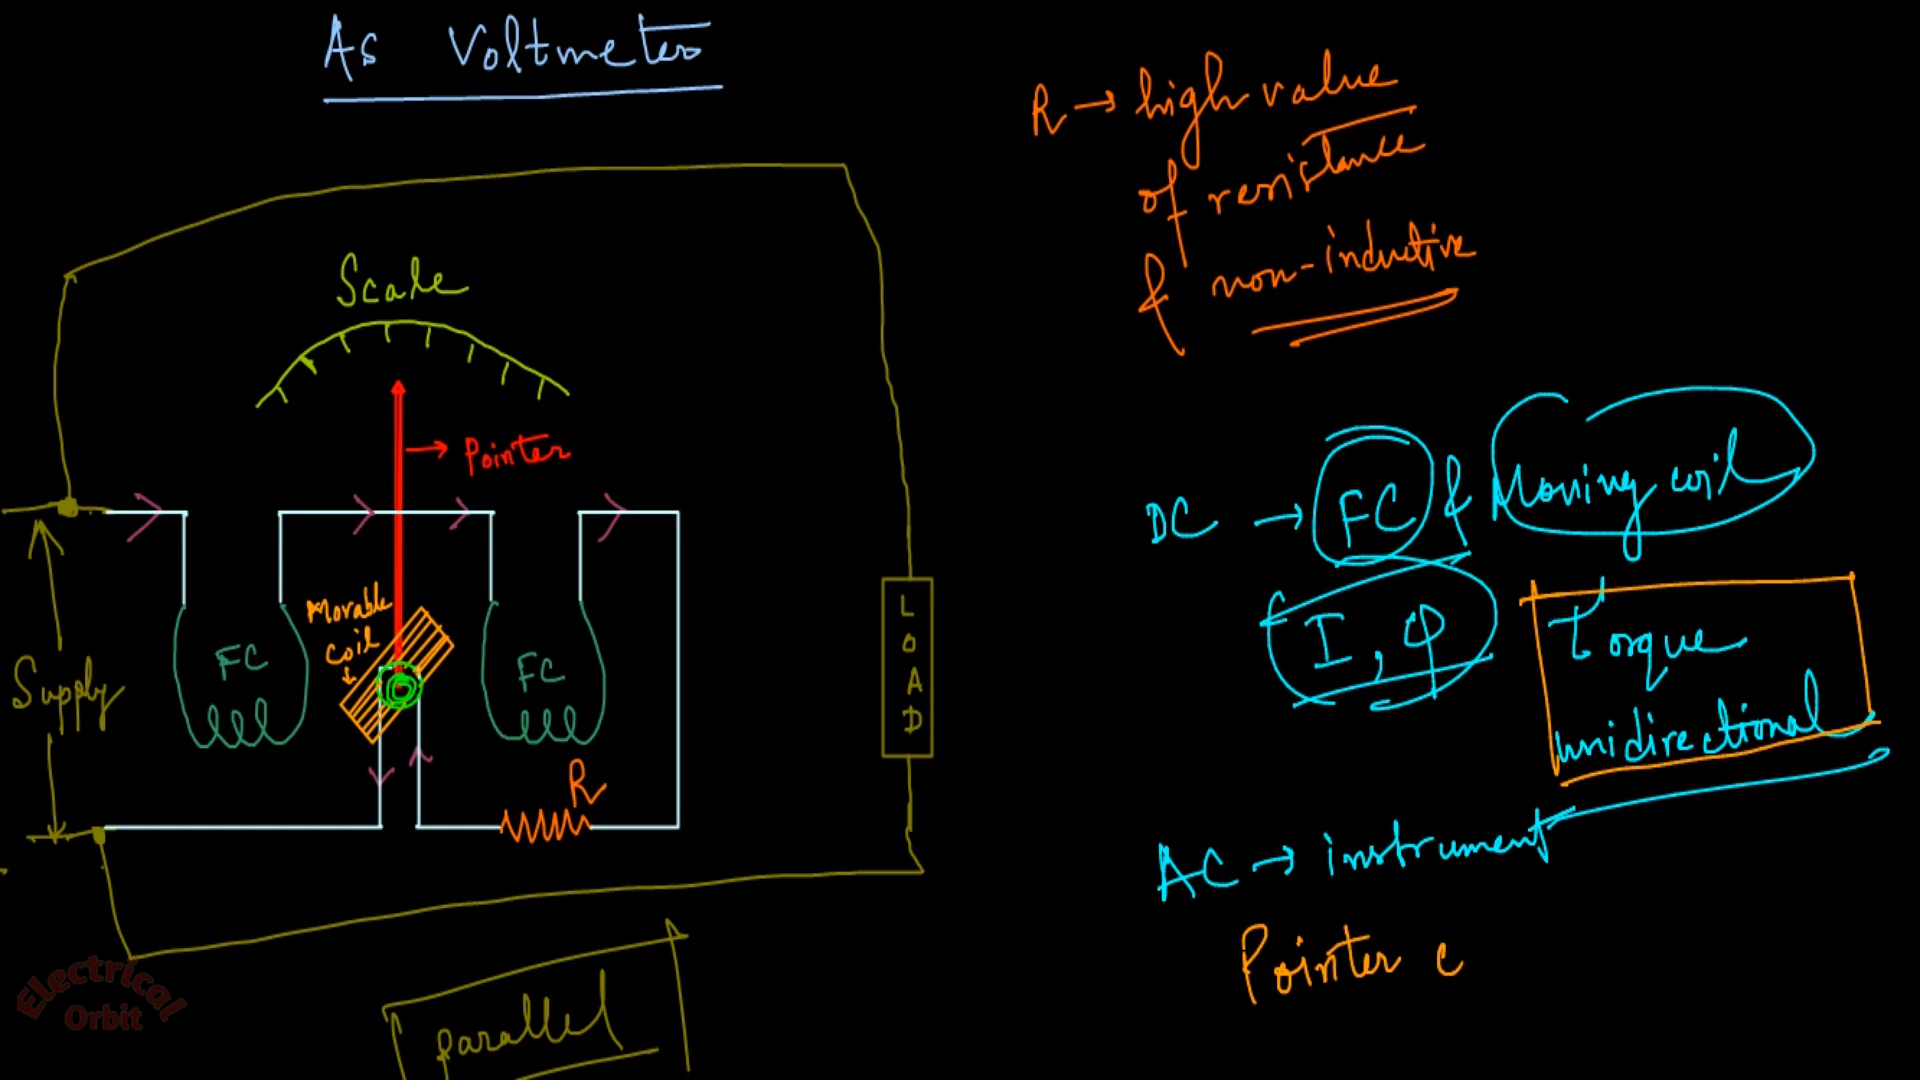 As Voltmeter
R → high value
of resistance
& non-inductive
Scale
Pointer
Movable
coil
FC
FC
Supply
R
LOAD
DC → FC & Moving coil
I, φ
Torque
unidirectional
AC → instrument
Pointer c
parallel
Electrical
Orbit